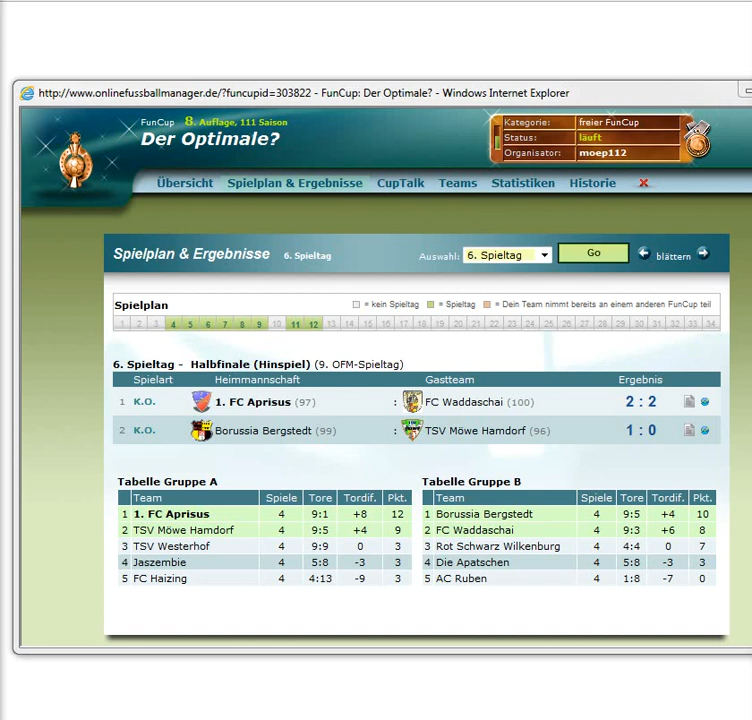 http://www.onlinefussballmanager.de/?funcupid=303822 - FunCup: Der Optimale? - Windows Internet Explorer
FunCup 8. Auflage, 111 Saison
Der Optimale?
Kategorie: freier FunCup
Status: läuft
Organisator: moep112
Übersicht Spielplan & Ergebnisse CupTalk Teams Statistiken Historie X
Spielplan & Ergebnisse 6. Spieltag Auswahl: 6. Spieltag Go blättern
Spielplan = kein Spieltag = Spieltag = Dein Team nimmt bereits an einem anderen FunCup teil
1 2 3 4 5 6 7 8 9 10 11 12 13 14 15 16 17 18 19 20 21 22 23 24 25 26 27 28 29 30 31 32 33 34
6. Spieltag - Halbfinale (Hinspiel) (9. OFM-Spieltag)
Spielart Heimmannschaft Gastteam Ergebnis
1 K.O. 1. FC Aprisus (97) : FC Waddaschai (100) 2 : 2
2 K.O. Borussia Bergstedt (99) : TSV Möwe Hamdorf (96) 1 : 0
Tabelle Gruppe A
Team Spiele Tore Tordif. Pkt.
1 1. FC Aprisus 4 9:1 +8 12
2 TSV Möwe Hamdorf 4 9:5 +4 9
3 TSV Westerhof 4 9:9 0 3
4 Jaszembie 4 5:8 -3 3
5 FC Haizing 4 4:13 -9 3
Tabelle Gruppe B
Team Spiele Tore Tordif. Pkt.
1 Borussia Bergstedt 4 9:5 +4 10
2 FC Waddaschai 4 9:3 +6 8
3 Rot Schwarz Wilkenburg 4 4:4 0 7
4 Die Apatschen 4 5:8 -3 3
5 AC Ruben 4 1:8 -7 0